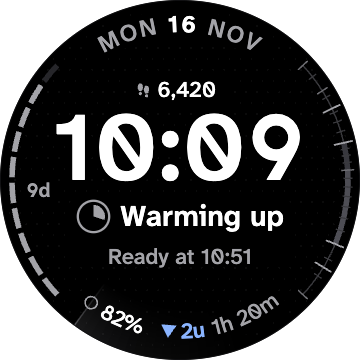 MON 16 NOV
6,420
10:09
9d
Warming up
Ready at 10:51
82%
2u 1h 20m